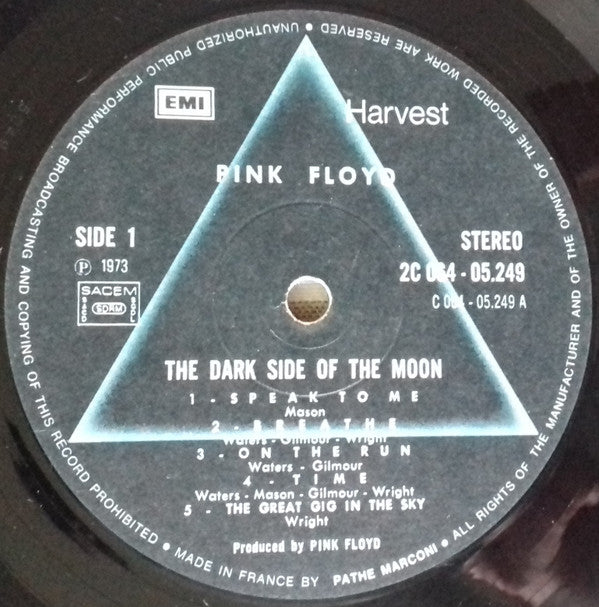 EMI
Harvest
PINK FLOYD
SIDE 1
STEREO
℗ 1973
2C 064 - 05.249
SACEM
SACD SDRM SGDL
C 064 - 05.249 A
THE DARK SIDE OF THE MOON
1 - SPEAK TO ME
Mason
2 - BREATHE
Waters - Gilmour - Wright
3 - ON THE RUN
Waters - Gilmour
4 - TIME
Waters - Mason - Gilmour - Wright
5 - THE GREAT GIG IN THE SKY
Wright
Produced by PINK FLOYD
MADE IN FRANCE BY PATHE MARCONI • ALL RIGHTS OF THE MANUFACTURER AND OF THE OWNER OF THE RECORDED WORK ARE RESERVED • UNAUTHORIZED PUBLIC PERFORMANCE BROADCASTING AND COPYING OF THIS RECORD PROHIBITED •